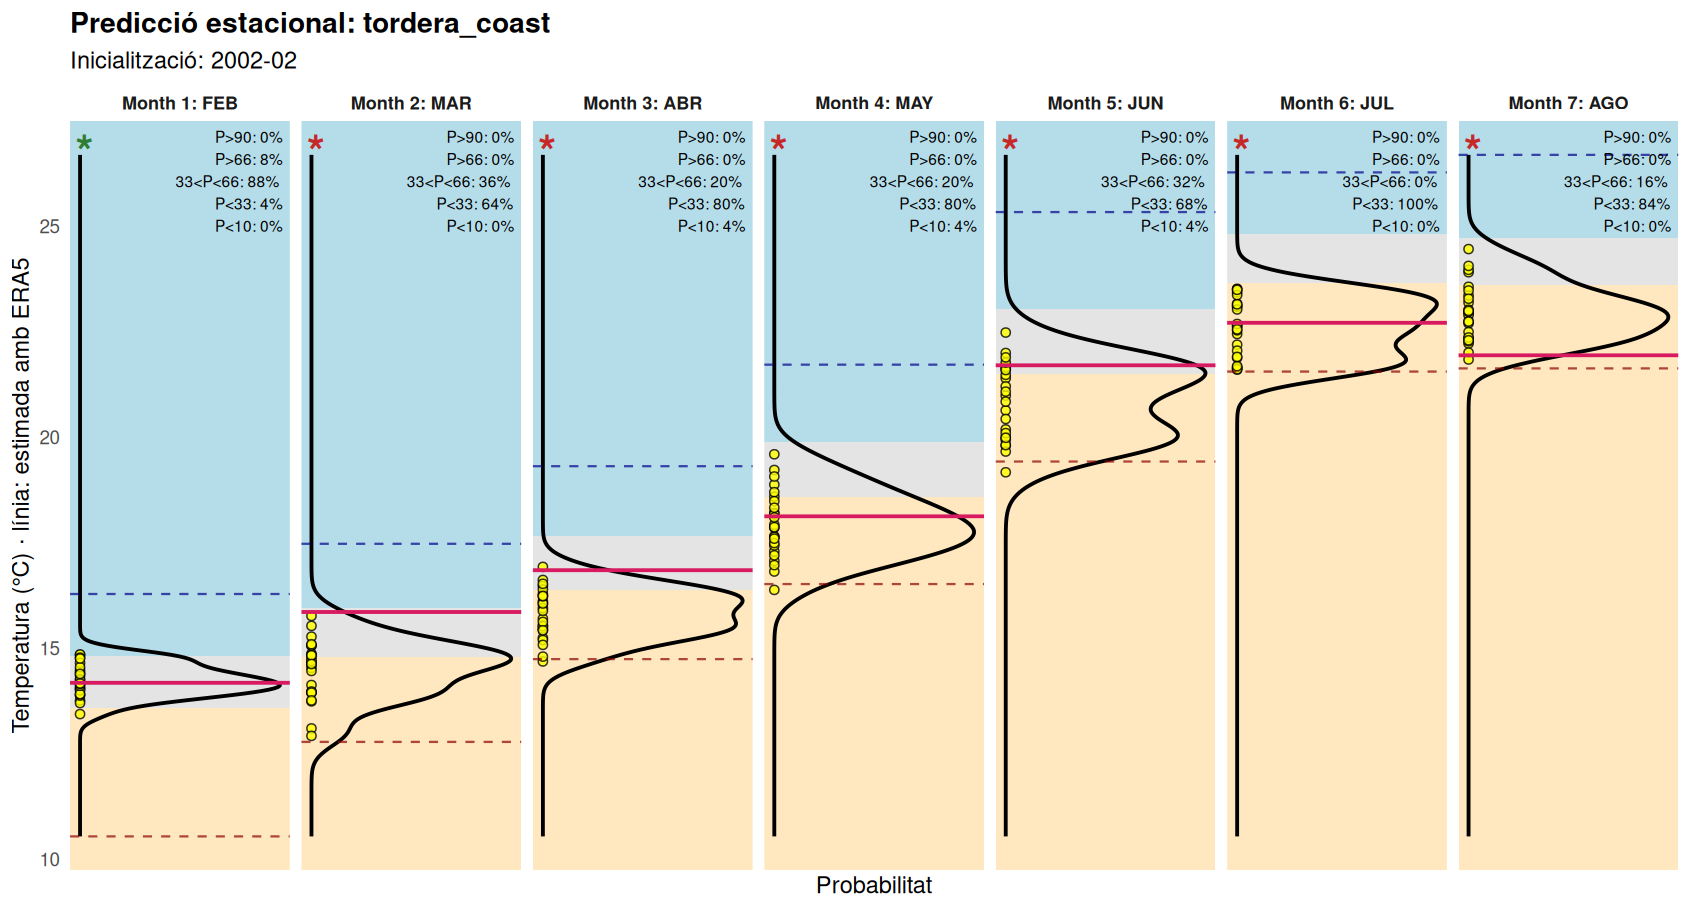 Predicció estacional: tordera_coast
Inicialització: 2002-02
Month 1: FEB
Month 2: MAR
Month 3: ABR
Month 4: MAY
Month 5: JUN
Month 6: JUL
Month 7: AGO
*
P>90: 0%
P>66: 8%
33<P<66: 88%
P<33: 4%
P<10: 0%
*
P>90: 0%
P>66: 0%
33<P<66: 36%
P<33: 64%
P<10: 0%
*
P>90: 0%
P>66: 0%
33<P<66: 20%
P<33: 80%
P<10: 4%
*
P>90: 0%
P>66: 0%
33<P<66: 20%
P<33: 80%
P<10: 4%
*
P>90: 0%
P>66: 0%
33<P<66: 32%
P<33: 68%
P<10: 4%
*
P>90: 0%
P>66: 0%
33<P<66: 0%
P<33: 100%
P<10: 0%
*
P>90: 0%
P>66: 0%
33<P<66: 16%
P<33: 84%
P<10: 0%
25
20
15
10
Temperatura (°C) · línia: estimada amb ERA5
Probabilitat